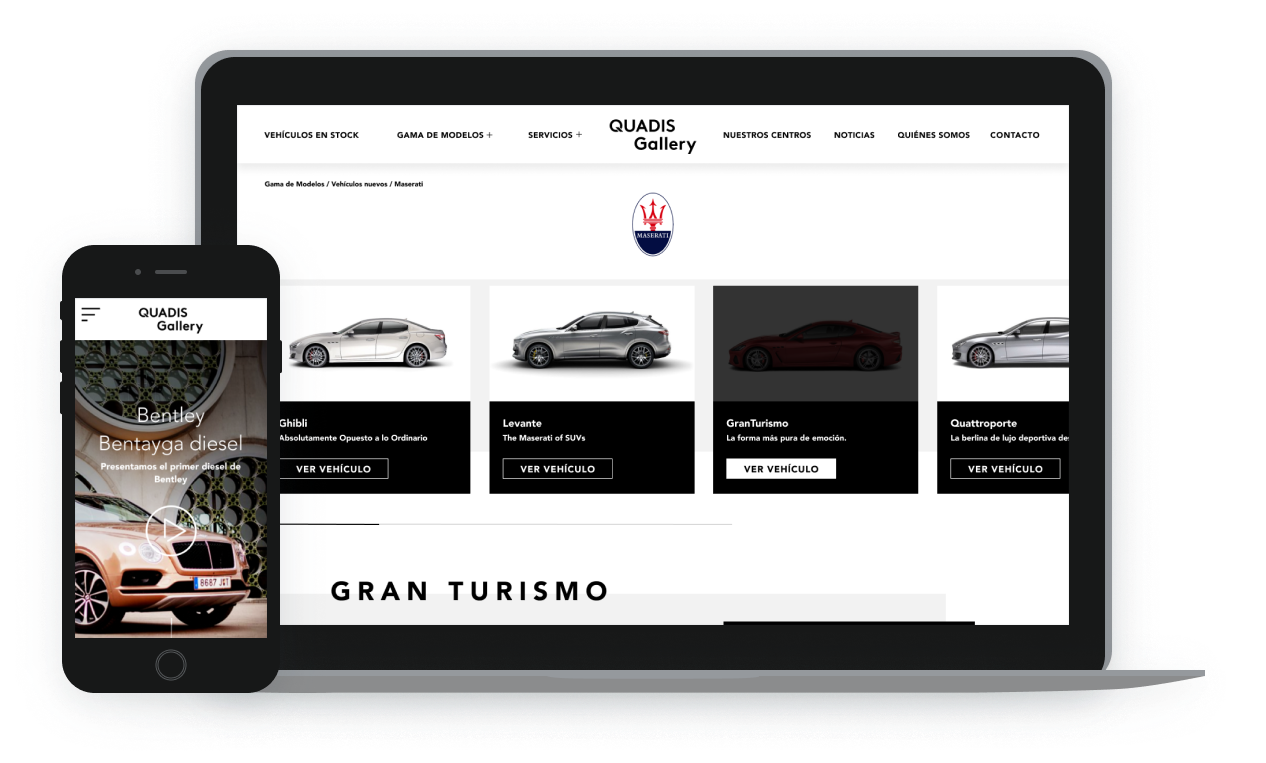 VEHÍCULOS EN STOCK
GAMA DE MODELOS +
SERVICIOS +
QUADIS
Gallery
NUESTROS CENTROS
NOTICIAS
QUIÉNES SOMOS
CONTACTO
Gama de Modelos / Vehículos nuevos / Maserati
MASERATI
Ghibli
Absolutamente Opuesto a lo Ordinario
VER VEHÍCULO
Levante
The Maserati of SUVs
VER VEHÍCULO
GranTurismo
La forma más pura de emoción.
VER VEHÍCULO
Quattroporte
La berlina de lujo deportiva de
VER VEHÍCULO
GRAN TURISMO
QUADIS
Gallery
Bentley
Bentayga diesel
Presentamos el primer diesel de
Bentley
8687 JGT